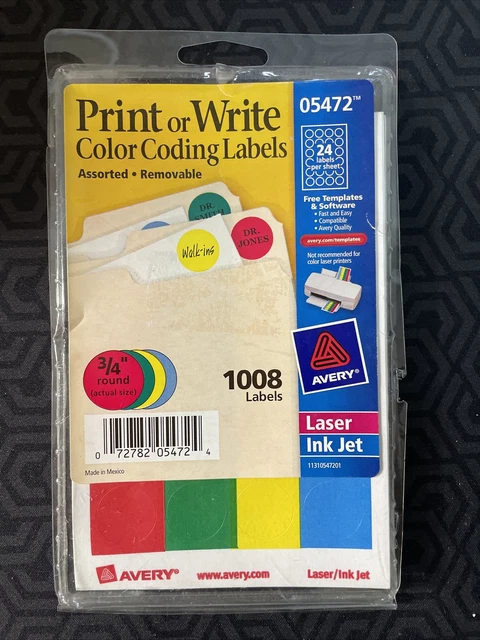 Print or Write
Color Coding Labels
Assorted • Removable
05472™
24
labels
per sheet
Free Templates
& Software
• Fast and Easy
• Compatible
• Avery Quality
avery.com/templates
Not recommended for
color laser printers
DR.
SMITH
DR.
JONES
Walk-ins
3/4"
round
(actual size)
1008
Labels
AVERY®
Laser
Ink Jet
11310547201
0 72782 05472 4
Made in Mexico
AVERY® www.avery.com Laser/Ink Jet